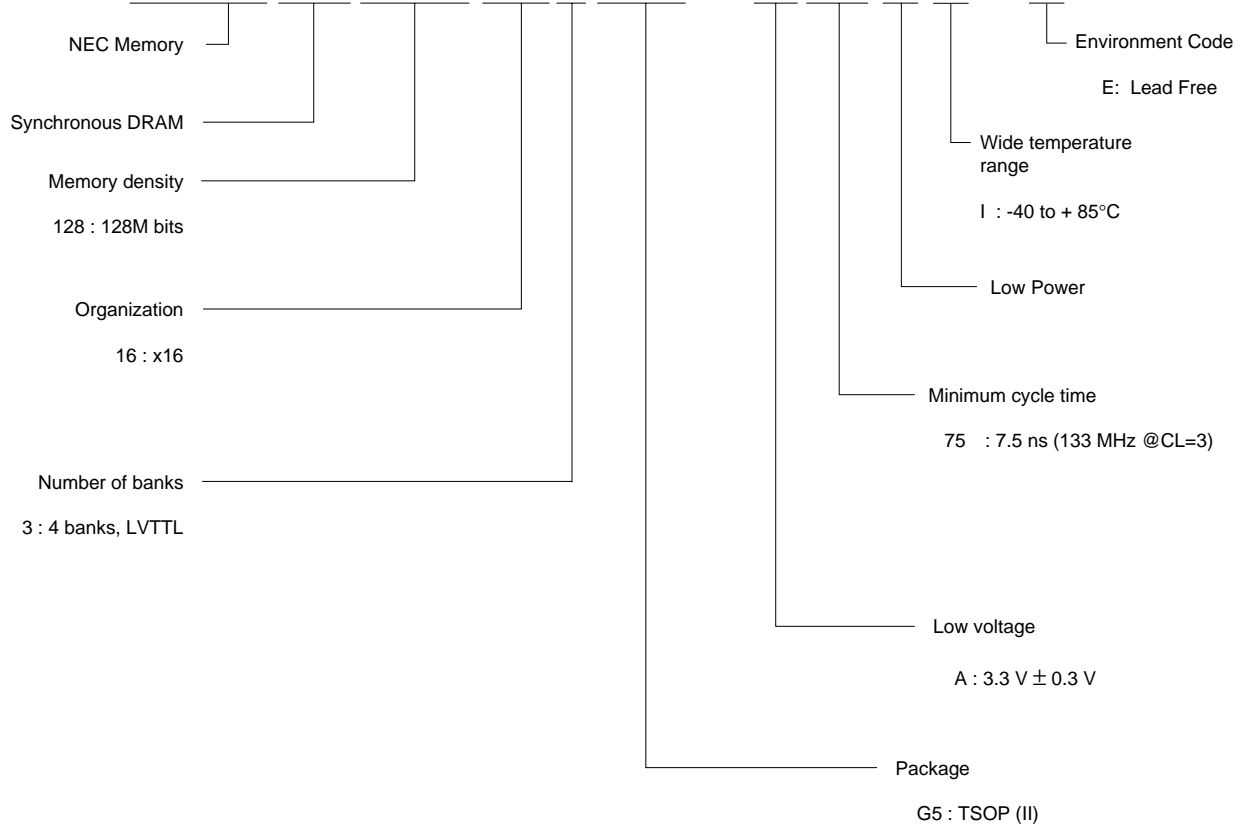 NEC Memory
Synchronous DRAM
Memory density
128 : 128M bits
Organization
16 : x16
Number of banks
3 : 4 banks, LVTTL
Environment Code
E: Lead Free
Wide temperature
range
I : -40 to + 85°C
Low Power
Minimum cycle time
75 : 7.5 ns (133 MHz @CL=3)
Low voltage
A : 3.3 V ± 0.3 V
Package
G5 : TSOP (II)